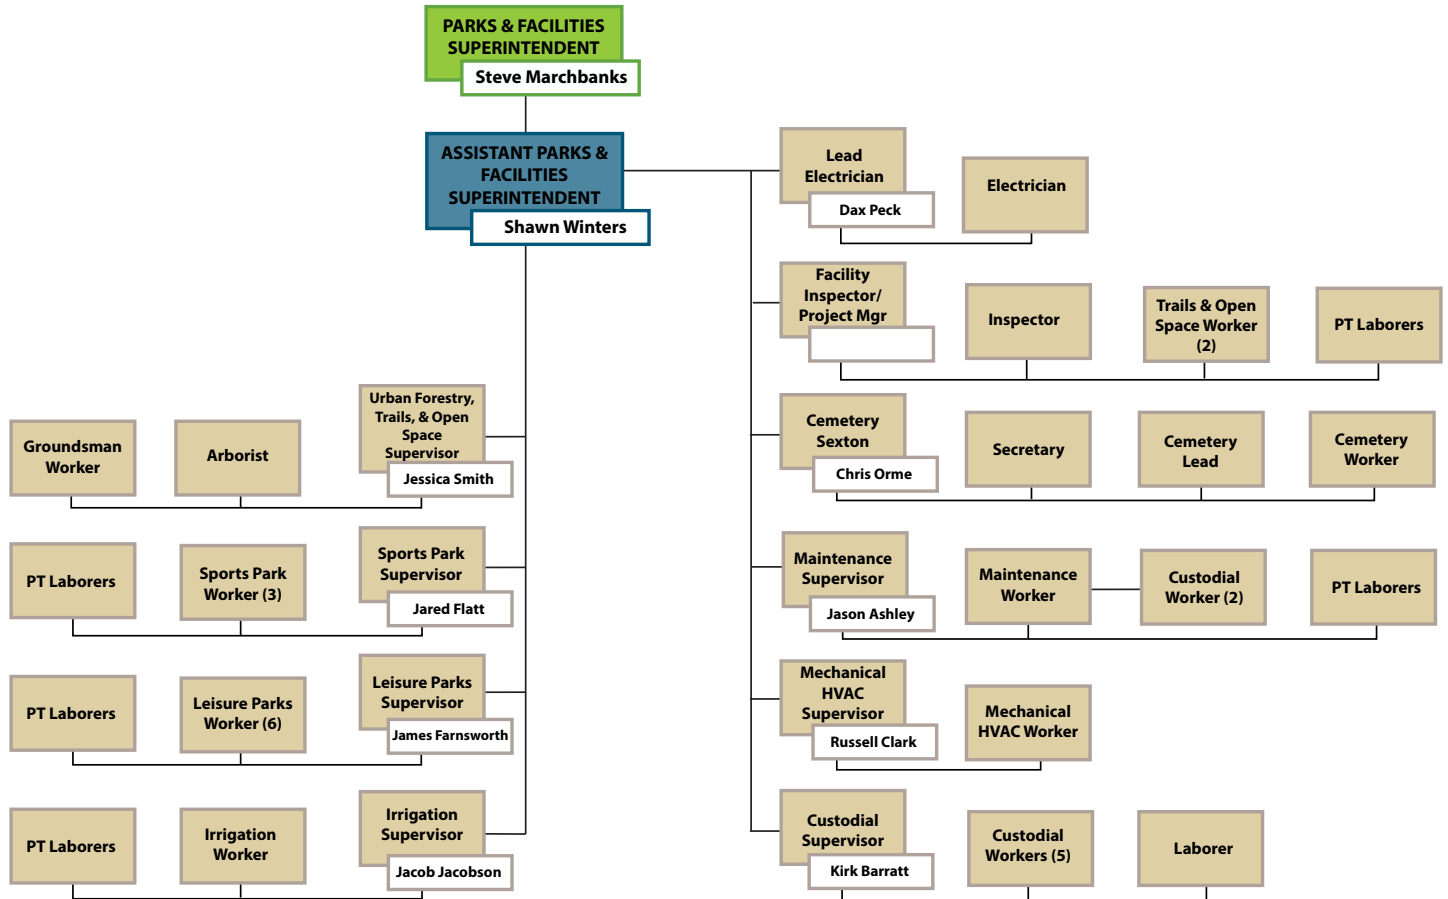 PARKS & FACILITIES
SUPERINTENDENT
Steve Marchbanks
ASSISTANT PARKS &
FACILITIES
SUPERINTENDENT
Shawn Winters
Lead
Electrician
Dax Peck
Electrician
Facility
Inspector/
Project Mgr
Inspector
Trails & Open
Space Worker
(2)
PT Laborers
Groundsman
Worker
Arborist
Urban Forestry,
Trails, & Open
Space
Supervisor
Jessica Smith
Cemetery
Sexton
Chris Orme
Secretary
Cemetery
Lead
Cemetery
Worker
PT Laborers
Sports Park
Worker (3)
Sports Park
Supervisor
Jared Flatt
Maintenance
Supervisor
Jason Ashley
Maintenance
Worker
Custodial
Worker (2)
PT Laborers
PT Laborers
Leisure Parks
Worker (6)
Leisure Parks
Supervisor
James Farnsworth
Mechanical
HVAC
Supervisor
Russell Clark
Mechanical
HVAC Worker
PT Laborers
Irrigation
Worker
Irrigation
Supervisor
Jacob Jacobson
Custodial
Supervisor
Kirk Barratt
Custodial
Workers (5)
Laborer